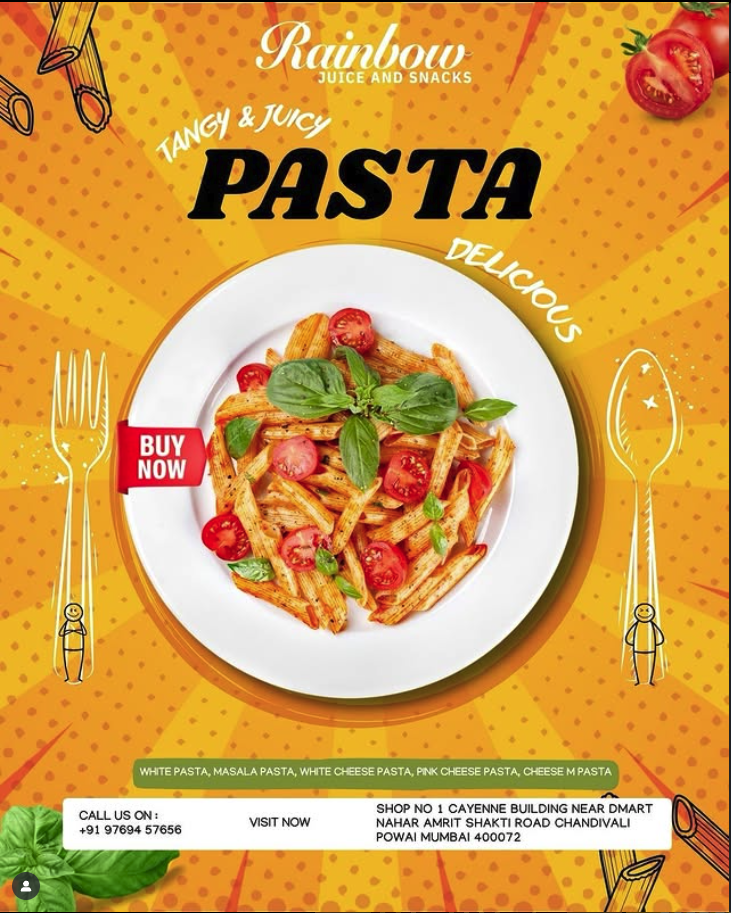 Rainbow
JUICE AND SNACKS
TANGY & JUICY
PASTA
DELICIOUS
BUY
NOW
WHITE PASTA, MASALA PASTA, WHITE CHEESE PASTA, PINK CHEESE PASTA, CHEESE M PASTA
CALL US ON :
+91 97694 57656
VISIT NOW
SHOP NO 1 CAYENNE BUILDING NEAR DMART
NAHAR AMRIT SHAKTI ROAD CHANDIVALI
POWAI MUMBAI 400072